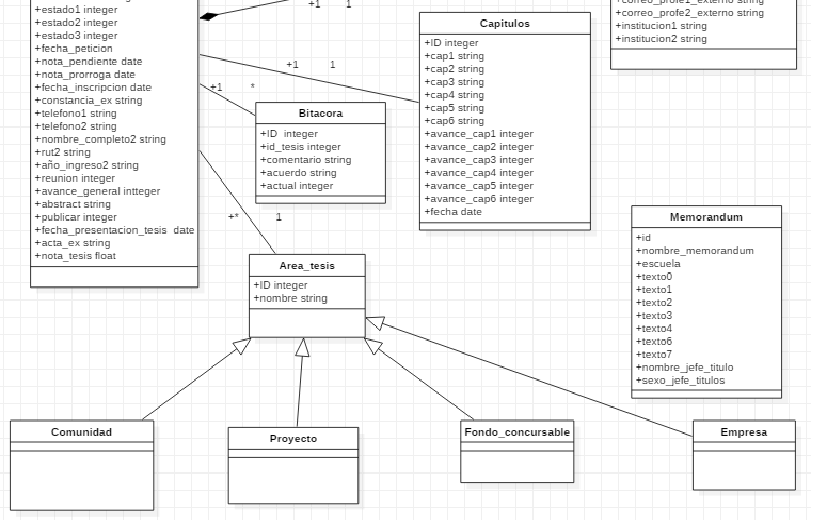 +estado1 integer
+estado2 integer
+estado3 integer
+fecha_peticion
+nota_pendiente date
+nota_prorroga date
+fecha_inscripcion date
+constancia_ex string
+telefono1 string
+telefono2 string
+nombre_completo2 string
+rut2 string
+año_ingreso2 string
+reunion integer
+avance_general intteger
+abstract string
+publicar integer
+fecha_presentacion_tesis date
+acta_ex string
+nota_tesis float
+1 1
+1 1
+1 *
+* 1
Bitacora
+ID integer
+id_tesis integer
+comentario string
+acuerdo string
+actual integer
Capitulos
+ID integer
+cap1 string
+cap2 string
+cap3 string
+cap4 string
+cap5 string
+cap6 string
+avance_cap1 integer
+avance_cap2 integer
+avance_cap3 integer
+avance_cap4 integer
+avance_cap5 integer
+avance_cap6 integer
+fecha date
+correo_profe2_externo string
+institucion1 string
+institucion2 string
Memorandum
+id
+nombre_memorandum
+escuela
+texto0
+texto1
+texto2
+texto3
+texto4
+texto6
+texto7
+nombre_jefe_titulo
+sexo_jefe_titulos
Area_tesis
+ID integer
+nombre string
Comunidad
Proyecto
Fondo_concursable
Empresa